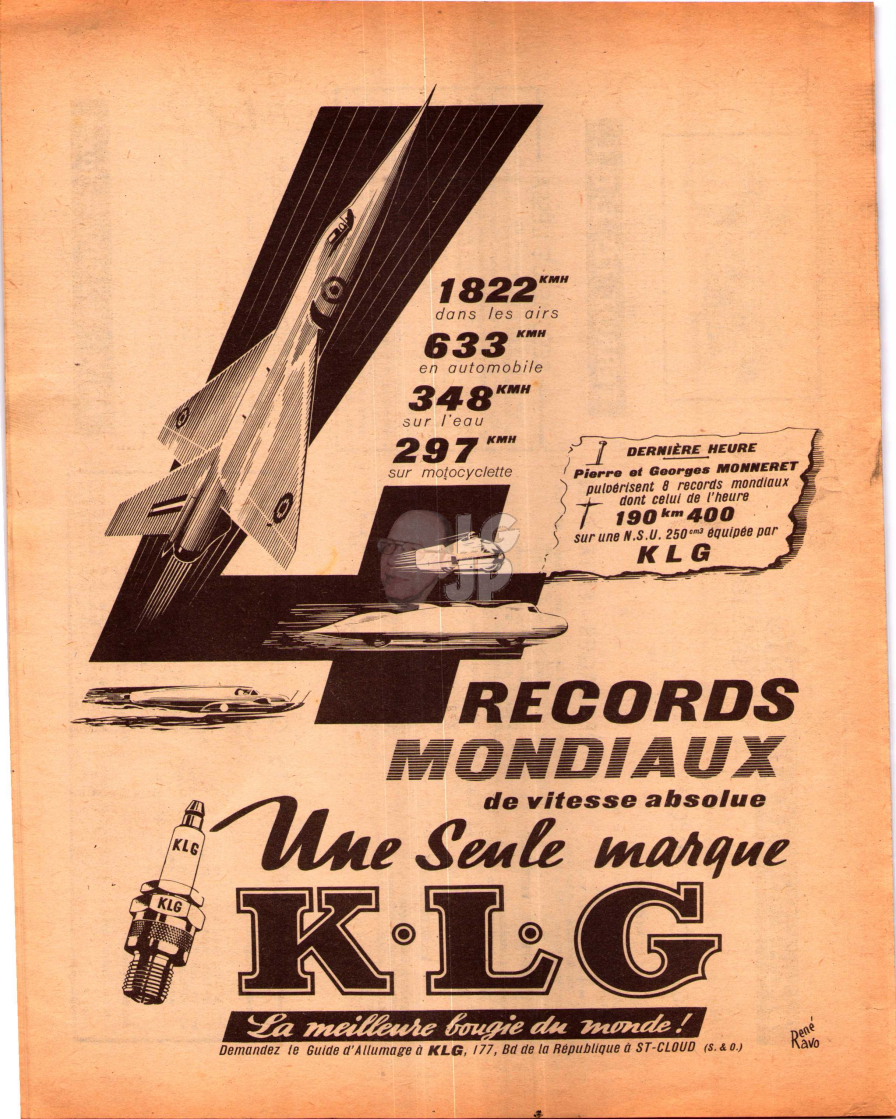 1822 KMH
dans les airs
633 KMH
en automobile
348 KMH
sur l'eau
297 KMH
sur motocyclette
DERNIÈRE HEURE
Pierre et Georges MONNERET
pulvérisent 8 records mondiaux
dont celui de l'heure
190 km 400
sur une N.S.U. 250 cm3 équipée par
KLG
JG
JP
4 RECORDS
MONDIAUX
de vitesse absolue
Une Seule marque
KLG
KLG
K·L·G
La meilleure bougie du monde !
Demandez le Guide d'Allumage à KLG, 177, Bd de la République à ST-CLOUD (S. & O.)
René
Ravo